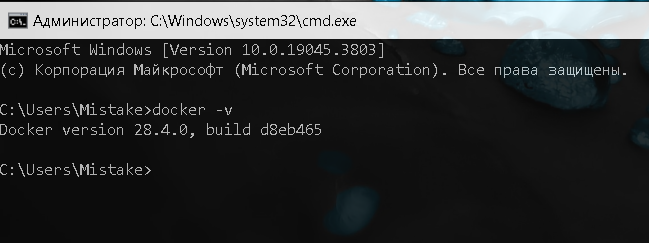 Администратор: C:\Windows\system32\cmd.exe
Microsoft Windows [Version 10.0.19045.3803]
(c) Корпорация Майкрософт (Microsoft Corporation). Все права защищены.
C:\Users\Mistake>docker -v
Docker version 28.4.0, build d8eb465
C:\Users\Mistake>